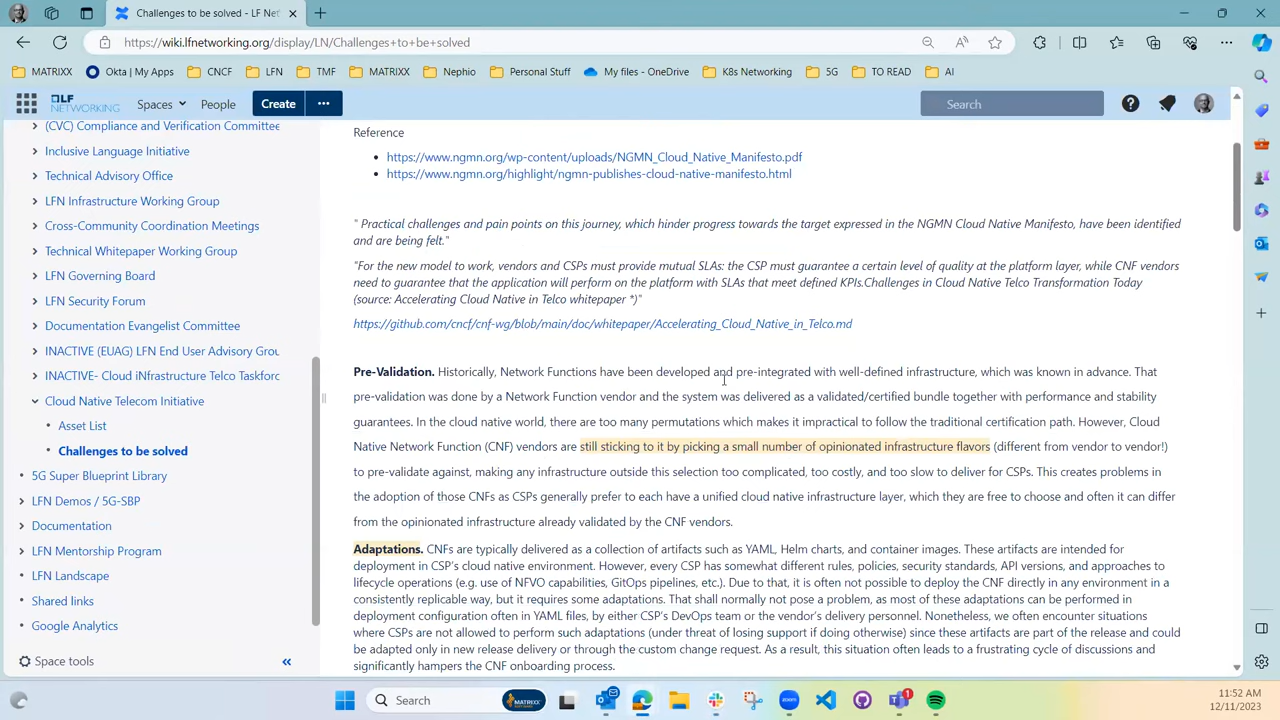 Challenges to be solved - LF Net
https://wiki.lfnetworking.org/display/LN/Challenges+to+be+solved
MATRIXX
Okta | My Apps
CNCF
LFN
TMF
MATRIXX
Nephio
Personal Stuff
My files - OneDrive
K8s Networking
5G
TO READ
AI
LF NETWORKING
Spaces
People
Create
Search
(CVC) Compliance and Verification Committee
Inclusive Language Initiative
Technical Advisory Office
LFN Infrastructure Working Group
Cross-Community Coordination Meetings
Technical Whitepaper Working Group
LFN Governing Board
LFN Security Forum
Documentation Evangelist Committee
INACTIVE (EUAG) LFN End User Advisory Grou
INACTIVE- Cloud iNfrastructure Telco Taskforc
Cloud Native Telecom Initiative
Asset List
Challenges to be solved
5G Super Blueprint Library
LFN Demos / 5G-SBP
Documentation
LFN Mentorship Program
LFN Landscape
Shared links
Google Analytics
Space tools
Reference
https://www.ngmn.org/wp-content/uploads/NGMN_Cloud_Native_Manifesto.pdf
https://www.ngmn.org/highlight/ngmn-publishes-cloud-native-manifesto.html
" Practical challenges and pain points on this journey, which hinder progress towards the target expressed in the NGMN Cloud Native Manifesto, have been identified
and are being felt."
"For the new model to work, vendors and CSPs must provide mutual SLAs: the CSP must guarantee a certain level of quality at the platform layer, while CNF vendors
need to guarantee that the application will perform on the platform with SLAs that meet defined KPIs.Challenges in Cloud Native Telco Transformation Today
(source: Accelerating Cloud Native in Telco whitepaper *)"
https://github.com/cncf/cnf-wg/blob/main/doc/whitepaper/Accelerating_Cloud_Native_in_Telco.md
Pre-Validation. Historically, Network Functions have been developed and pre-integrated with well-defined infrastructure, which was known in advance. That
pre-validation was done by a Network Function vendor and the system was delivered as a validated/certified bundle together with performance and stability
guarantees. In the cloud native world, there are too many permutations which makes it impractical to follow the traditional certification path. However, Cloud
Native Network Function (CNF) vendors are still sticking to it by picking a small number of opinionated infrastructure flavors (different from vendor to vendor!)
to pre-validate against, making any infrastructure outside this selection too complicated, too costly, and too slow to deliver for CSPs. This creates problems in
the adoption of those CNFs as CSPs generally prefer to each have a unified cloud native infrastructure layer, which they are free to choose and often it can differ
from the opinionated infrastructure already validated by the CNF vendors.
Adaptations. CNFs are typically delivered as a collection of artifacts such as YAML, Helm charts, and container images. These artifacts are intended for
deployment in CSP's cloud native environment. However, every CSP has somewhat different rules, policies, security standards, API versions, and approaches to
lifecycle operations (e.g. use of NFVO capabilities, GitOps pipelines, etc.). Due to that, it is often not possible to deploy the CNF directly in any environment in a
consistently replicable way, but it requires some adaptations. That shall normally not pose a problem, as most of these adaptations can be performed in
deployment configuration often in YAML files, by either CSP's DevOps team or the vendor's delivery personnel. Nonetheless, we often encounter situations
where CSPs are not allowed to perform such adaptations (under threat of losing support if doing otherwise) since these artifacts are part of the release and could
be adapted only in new release delivery or through the custom change request. As a result, this situation often leads to a frustrating cycle of discussions and
significantly hampers the CNF onboarding process.
Search
MATRIXX
1
11:52 AM
12/11/2023